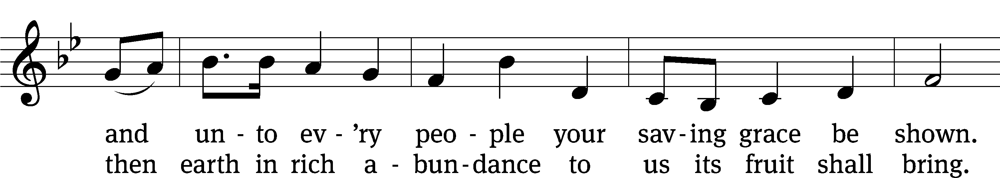 and un - to ev - ’ry peo - ple your sav - ing grace be shown.
then earth in rich a - bun - dance to us its fruit shall bring.